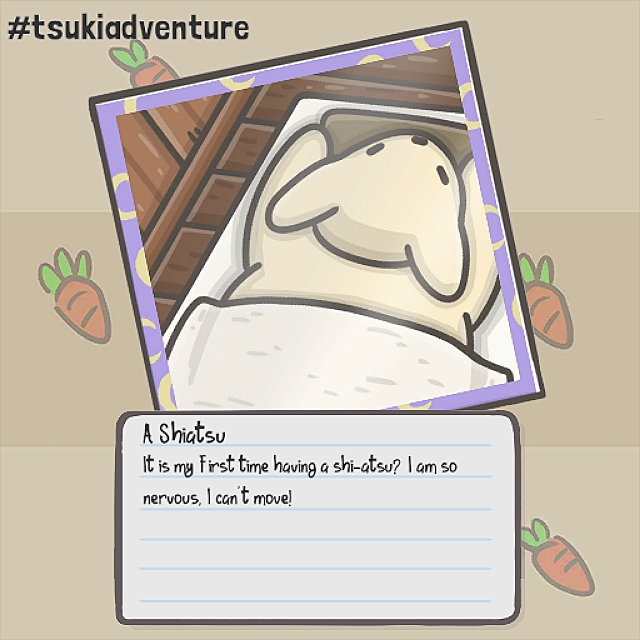 #tsukiadventure
A Shiatsu
It is my first time having a shi-atsu? I am so
nervous, I can't move!